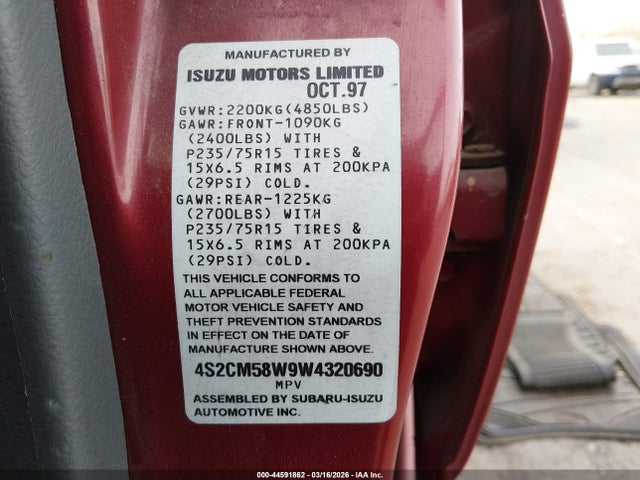 MANUFACTURED BY
ISUZU MOTORS LIMITED
OCT.97
GVWR:2200KG(4850LBS)
GAWR:FRONT-1090KG
(2400LBS) WITH
P235/75R15 TIRES &
15X6.5 RIMS AT 200KPA
(29PSI) COLD.
GAWR:REAR-1225KG
(2700LBS) WITH
P235/75R15 TIRES &
15X6.5 RIMS AT 200KPA
(29PSI) COLD.
THIS VEHICLE CONFORMS TO
ALL APPLICABLE FEDERAL
MOTOR VEHICLE SAFETY AND
THEFT PREVENTION STANDARDS
IN EFFECT ON THE DATE OF
MANUFACTURE SHOWN ABOVE.
4S2CM58W9W4320690
MPV
ASSEMBLED BY SUBARU-ISUZU
AUTOMOTIVE INC.
000-44591862 | 03/16/2026 | IAA Inc.